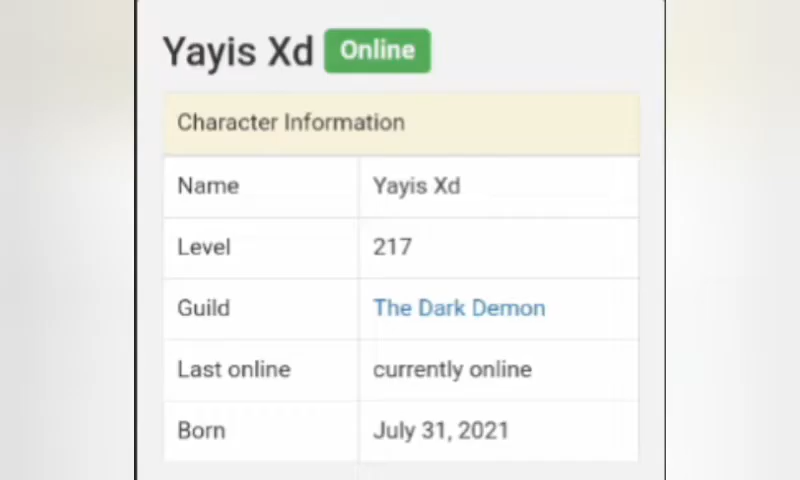 Yayis Xd Online
Character Information
Name Yayis Xd
Level 217
Guild The Dark Demon
Last online currently online
Born July 31, 2021